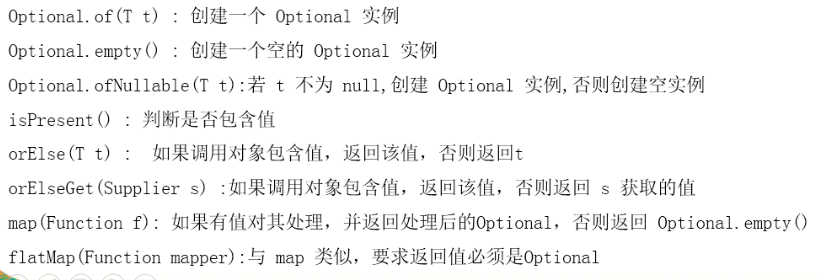 Optional.of(T t) : 创建一个 Optional 实例
Optional.empty() : 创建一个空的 Optional 实例
Optional.ofNullable(T t):若 t 不为 null,创建 Optional 实例,否则创建空实例
isPresent() : 判断是否包含值
orElse(T t) :  如果调用对象包含值，返回该值，否则返回t
orElseGet(Supplier s) :如果调用对象包含值，返回该值，否则返回 s 获取的值
map(Function f): 如果有值对其处理，并返回处理后的Optional，否则返回 Optional.empty()
flatMap(Function mapper):与 map 类似，要求返回值必须是Optional